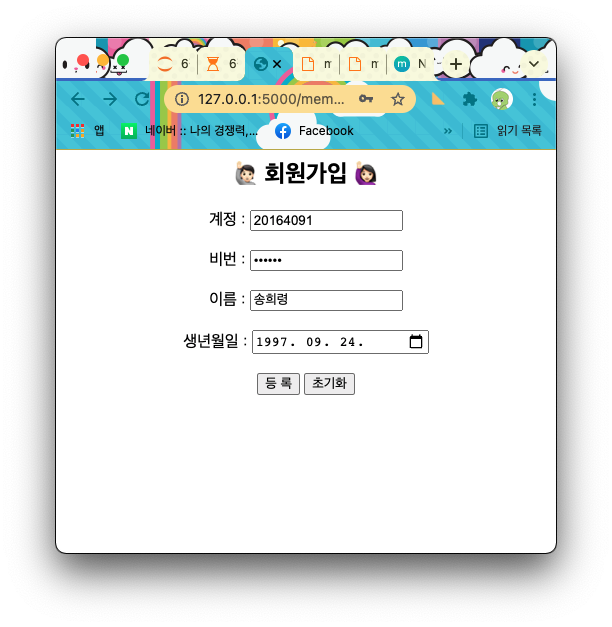 6 6 m N
127.0.0.1:5000/mem...
앱 네이버 :: 나의 경쟁력,... Facebook » 읽기 목록
🙋🏻 회원가입 🙋🏻‍♀️
계정 : 20164091
비번 : ••••••
이름 : 송희령
생년월일 : 1997. 09. 24.
등 록 초기화